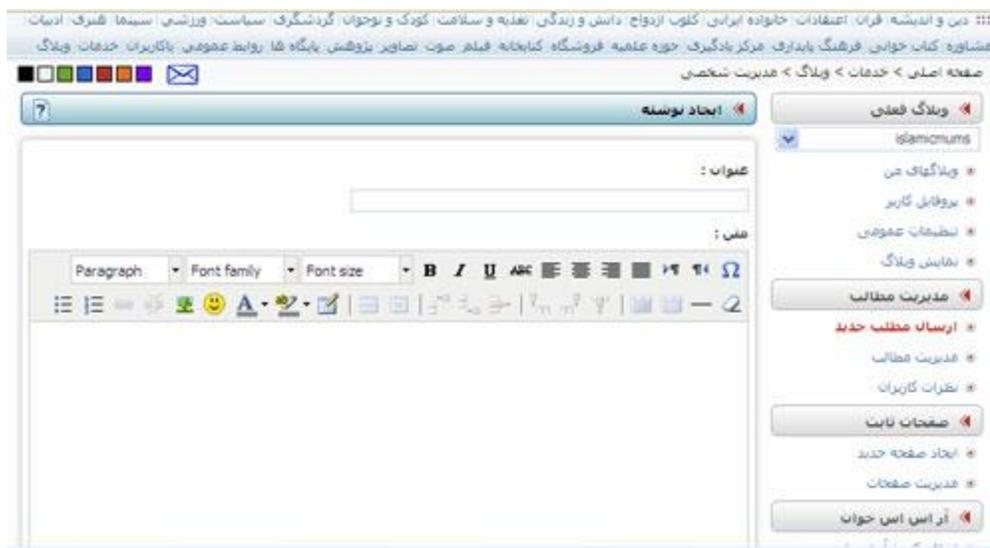 دین و اندیشه قرآن اعتقادات خانواده ایرانی کلوب ازدواج دانش و زندگی تغذیه و سلامت کودک و نوجوان گردشگری سیاست ورزشی سینما هنری ادبیات
مشاوره کتاب خوانی فرهنگ پایداری مرکز یادگیری حوزه علمیه فروشگاه کتابخانه فیلم صوت تصاویر پژوهش پایگاه ها روابط عمومی باکاربران خدمات وبلاگ
صفحه اصلی > خدمات > وبلاگ > مدیریت شخصی
وبلاگ فعلی
islamicnums
وبلاگهای من
پروفایل کاربر
تنظیمات عمومی
نمایش وبلاگ
مدیریت مطالب
ارسال مطلب جدید
مدیریت مطالب
نظرات کاربران
صفحات ثابت
ایجاد صفحه جدید
مدیریت صفحات
آر اس اس خوان
ایجاد نوشته
?
عنوان :
متن :
Paragraph Font family Font size B I U ABC ¶ ¶ Ω
A ab